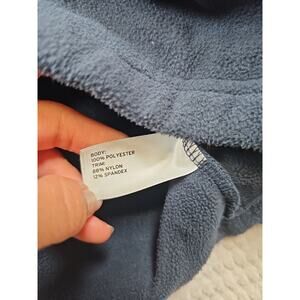 BODY:
100% POLYESTER
TRIM:
88% NYLON
12% SPANDEX